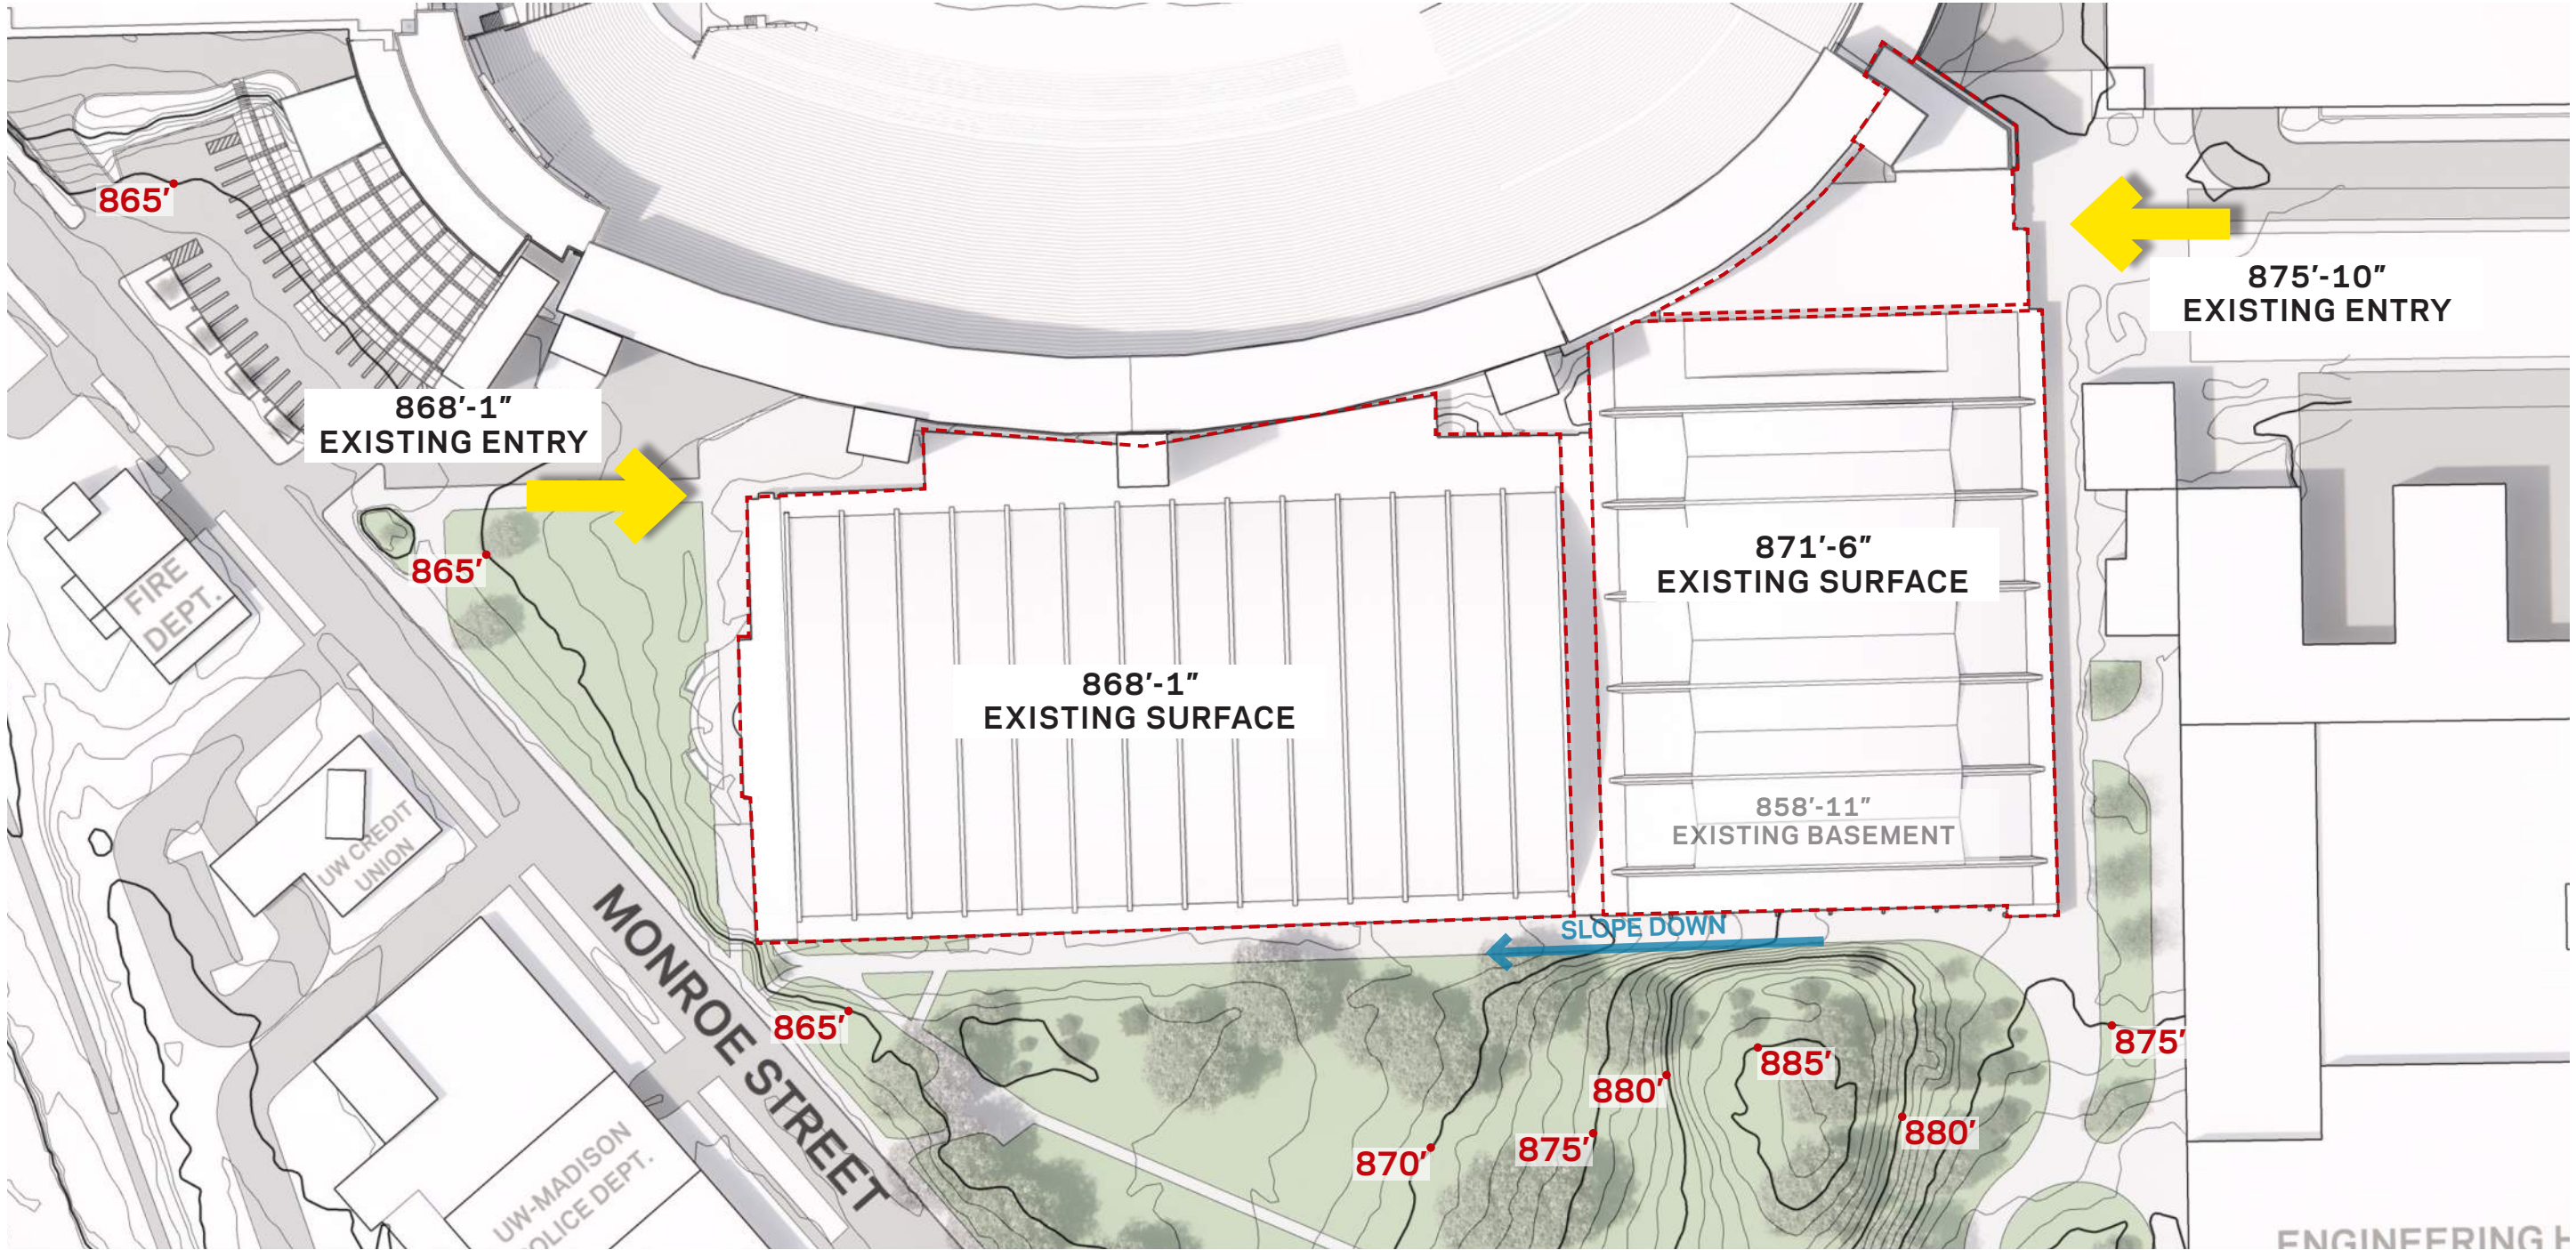 865′
875′-10″
EXISTING ENTRY
868′-1″
EXISTING ENTRY
865′
FIRE
DEPT.
871′-6″
EXISTING SURFACE
868′-1″
EXISTING SURFACE
858′-11″
EXISTING BASEMENT
UW CREDIT
UNION
MONROE STREET
SLOPE DOWN
865′
875′
885′
880′
880′
875′
870′
UW-MADISON
POLICE DEPT.
ENGINEERING H